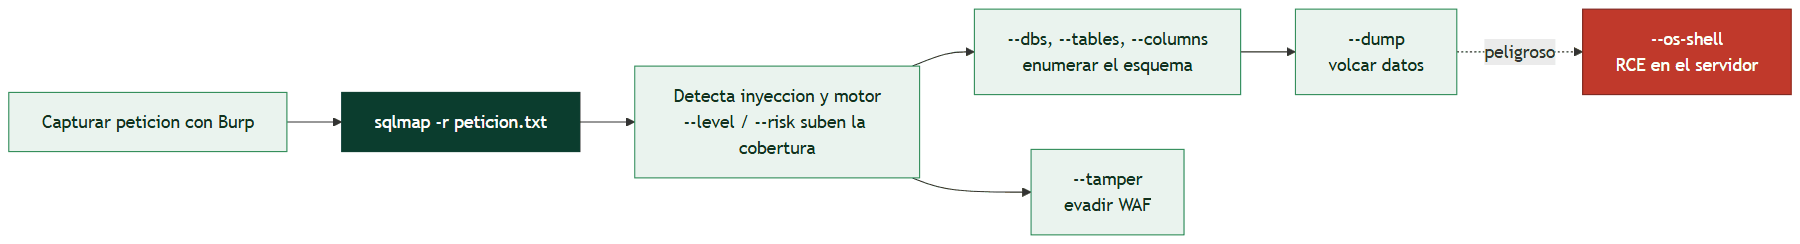 Capturar peticion con Burp
sqlmap -r peticion.txt
Detecta inyeccion y motor
--level / --risk suben la
cobertura
--dbs, --tables, --columns
enumerar el esquema
--dump
volcar datos
peligroso
--os-shell
RCE en el servidor
--tamper
evadir WAF